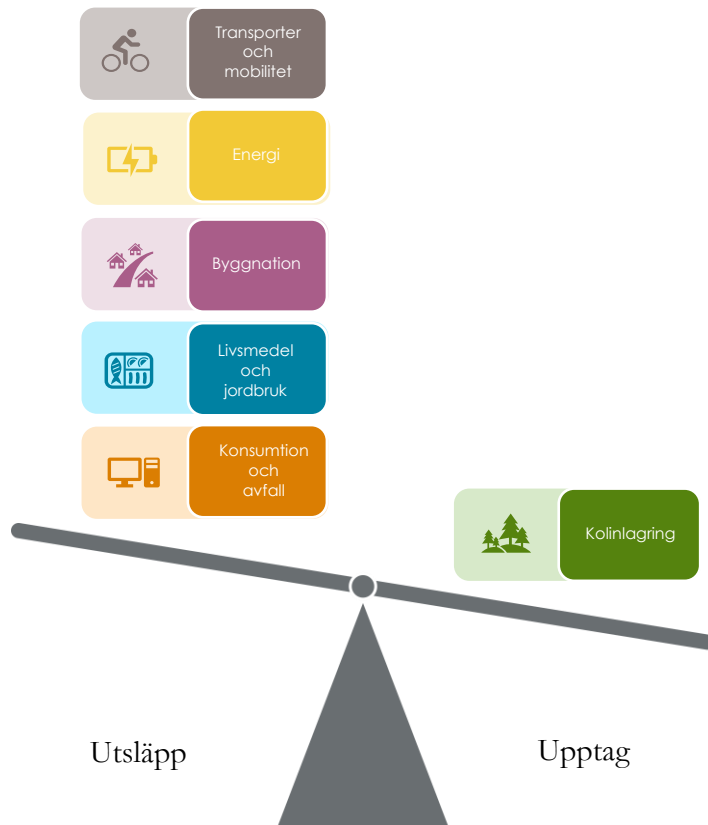 Transporter
och
mobilitet
Energi
Byggnation
Livsmedel
och
jordbruk
Konsumtion
och
avfall
Kolinlagring
Utsläpp
Upptag